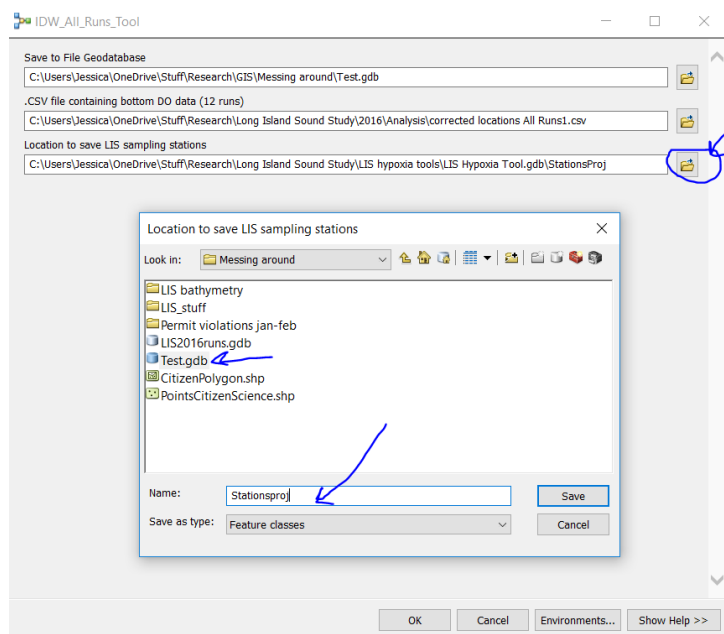 IDW_All_Runs_Tool
Save to File Geodatabase
C:\Users\Jessica\OneDrive\Stuff\Research\GIS\Messing around\Test.gdb
.CSV file containing bottom DO data (12 runs)
C:\Users\Jessica\OneDrive\Stuff\Research\Long Island Sound Study\2016\Analysis\corrected locations All Runs1.csv
Location to save LIS sampling stations
C:\Users\Jessica\OneDrive\Stuff\Research\Long Island Sound Study\LIS hypoxia tools\LIS Hypoxia Tool.gdb\StationsProj
Location to save LIS sampling stations
Look in: Messing around
LIS bathymetry
LIS_stuff
Permit violations jan-feb
LIS2016runs.gdb
Test.gdb
CitizenPolygon.shp
PointsCitizenScience.shp
Name: Stationsproj Save
Save as type: Feature classes Cancel
OK Cancel Environments... Show Help >>